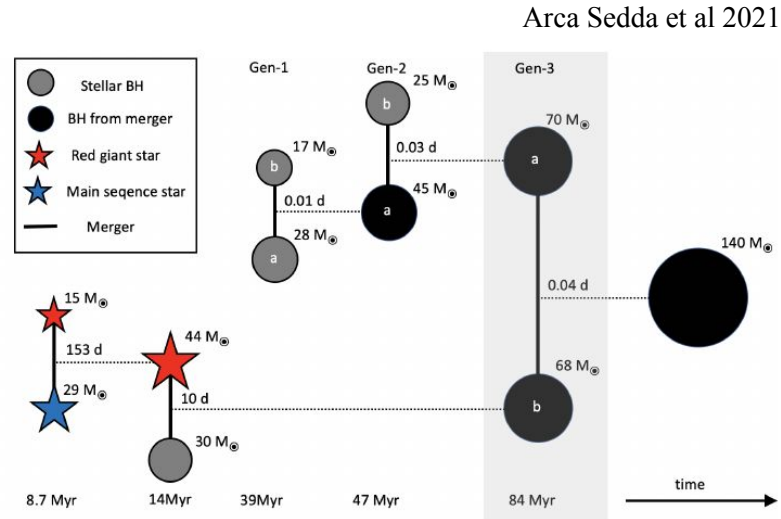 Arca Sedda et al 2021
Stellar BH
BH from merger
Red giant star
Main seqence star
Merger
Gen-1
Gen-2
Gen-3
25 M⊙
b
0.03 d
45 M⊙
a
17 M⊙
b
0.01 d
28 M⊙
a
70 M⊙
a
0.04 d
140 M⊙
68 M⊙
b
15 M⊙
153 d
29 M⊙
44 M⊙
10 d
30 M⊙
8.7 Myr
14Myr
39Myr
47 Myr
84 Myr
time